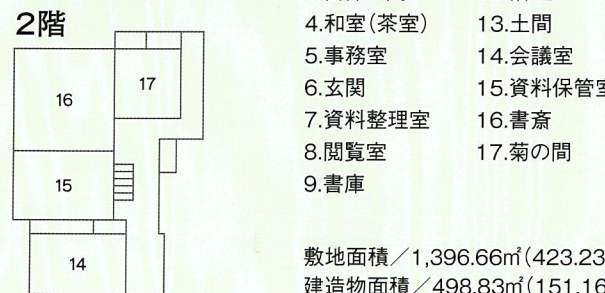 2階
17
16
15
14
4.和室(茶室)
5.事務室
6.玄関
7.資料整理室
8.閲覧室
9.書庫
13.土間
14.会議室
15.資料保管室
16.書斎
17.菊の間
敷地面積／1,396.66㎡(423.23
建造物面積／498.83㎡(151.16